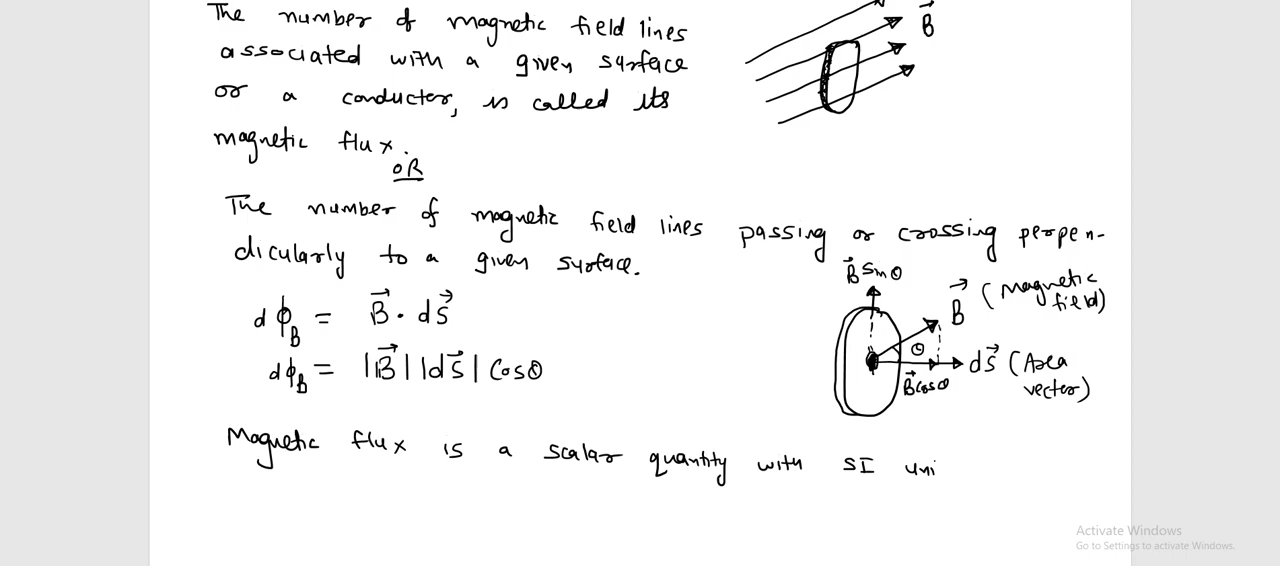 The number of magnetic field lines
associated with a given surface
or a conductor, is called its
magnetic flux.
OR
The number of magnetic field lines passing or crossing perpen-
dicularly to a given surface.
dϕ_B = B⃗ · dS⃗
dϕ_B = |B⃗| |dS⃗| Cosθ
B⃗
B⃗ Sinθ
B⃗ (Magnetic
field)
θ
dS⃗ (Area
vector)
B⃗ cosθ
Magnetic flux is a scalar quantity with SI uni
Activate Windows
Go to Settings to activate Windows.